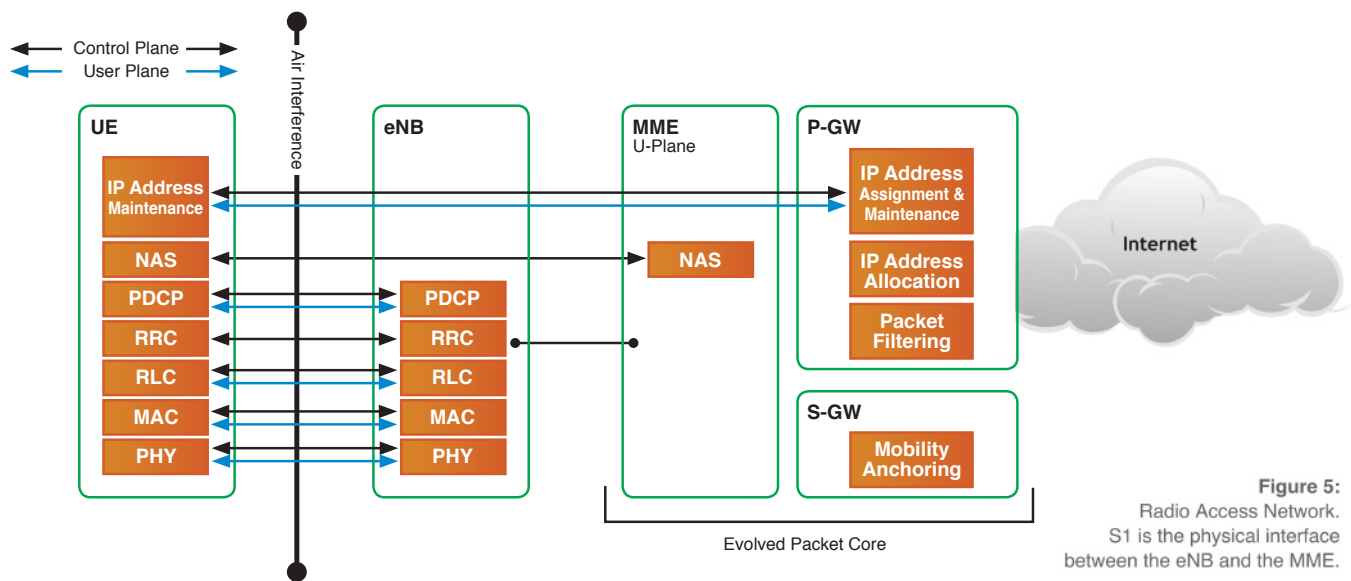 Control Plane
User Plane
Air Interference
UE
IP Address
Maintenance
NAS
PDCP
RRC
RLC
MAC
PHY
eNB
PDCP
RRC
RLC
MAC
PHY
MME
U-Plane
NAS
P-GW
IP Address
Assignment &
Maintenance
IP Address
Allocation
Packet
Filtering
S-GW
Mobility
Anchoring
Internet
Evolved Packet Core
Figure 5:
Radio Access Network.
S1 is the physical interface
between the eNB and the MME.